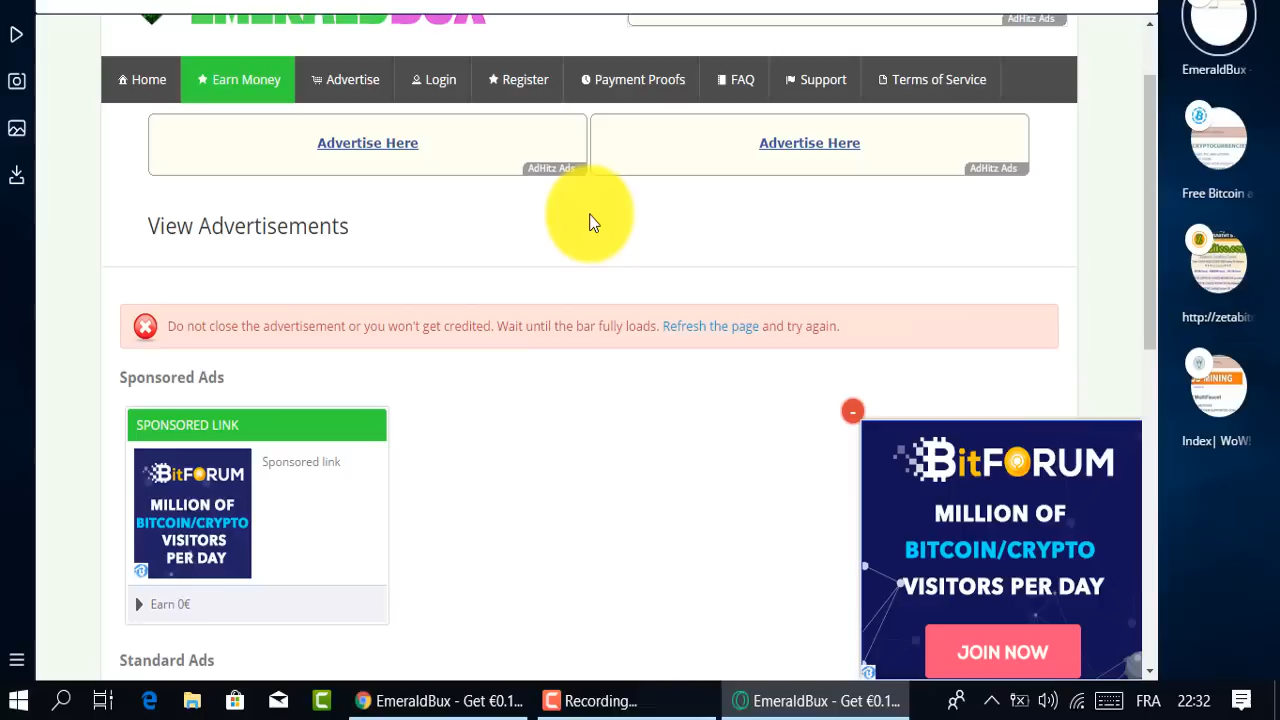 EMERALDBUX
AdHitz Ads
EmeraldBux -
Home
Earn Money
Advertise
Login
Register
Payment Proofs
FAQ
Support
Terms of Service
Advertise Here
AdHitz Ads
Advertise Here
AdHitz Ads
Free Bitcoin a
View Advertisements
http://zetabit
Do not close the advertisement or you won't get credited. Wait until the bar fully loads. Refresh the page and try again.
Sponsored Ads
MINING
MultiFaucet
Index| WoW!
SPONSORED LINK
Sponsored link
BitFORUM
MILLION OF
BITCOIN/CRYPTO
VISITORS
PER DAY
Earn 0€
-
BitFORUM
MILLION OF
BITCOIN/CRYPTO
VISITORS PER DAY
JOIN NOW
Standard Ads
EmeraldBux - Get €0.1...
Recording...
EmeraldBux - Get €0.1...
FRA
22:32